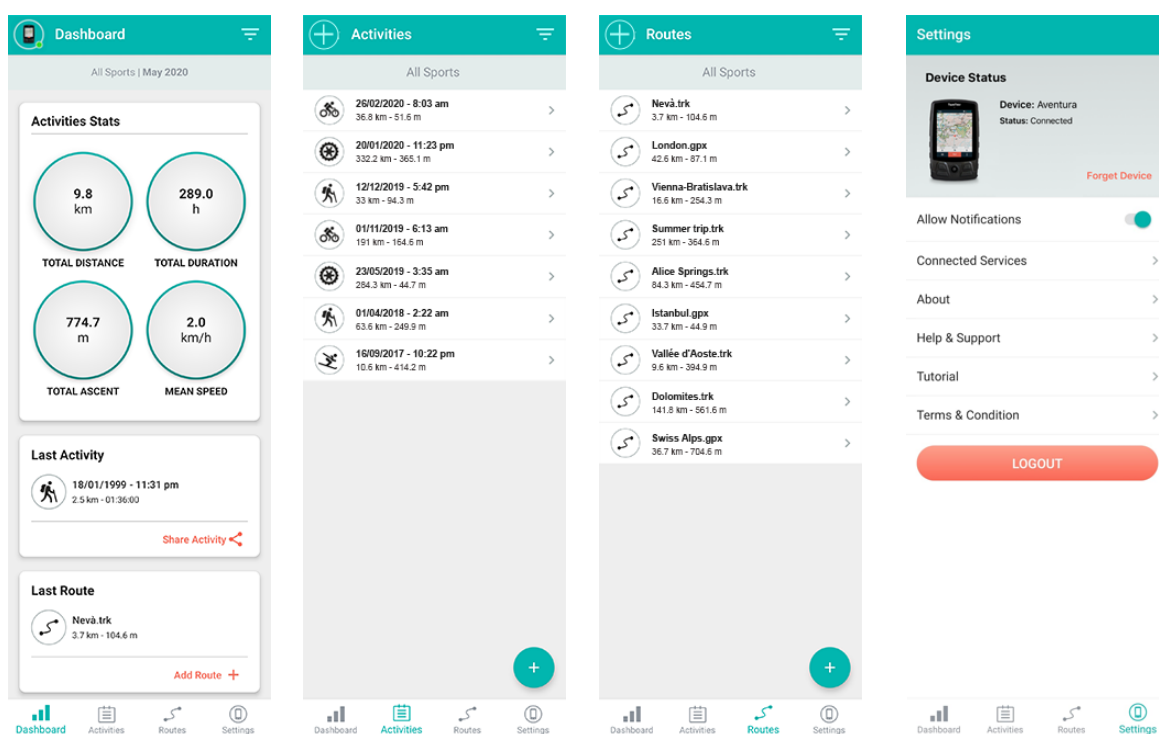 Dashboard
All Sports | May 2020
Activities Stats
9.8
km
289.0
h
TOTAL DISTANCE
TOTAL DURATION
774.7
m
2.0
km/h
TOTAL ASCENT
MEAN SPEED
Last Activity
18/01/1999 - 11:31 pm
2.5 km - 01:36:00
Share Activity
Last Route
Nevà.trk
3.7 km - 104.6 m
Add Route +
Dashboard
Activities
Routes
Settings
Activities
All Sports
26/02/2020 - 8:03 am
36.8 km - 51.6 m
20/01/2020 - 11:23 pm
332.2 km - 365.1 m
12/12/2019 - 5:42 pm
33 km - 94.3 m
01/11/2019 - 6:13 am
191 km - 164.6 m
23/05/2019 - 3:35 am
284.3 km - 44.7 m
01/04/2018 - 2:22 am
63.6 km - 249.9 m
16/09/2017 - 10:22 pm
10.6 km - 414.2 m
+
Dashboard
Activities
Routes
Settings
Routes
All Sports
Nevà.trk
3.7 km - 104.6 m
London.gpx
42.6 km - 87.1 m
Vienna-Bratislava.trk
16.6 km - 254.3 m
Summer trip.trk
251 km - 364.6 m
Alice Springs.trk
84.3 km - 454.7 m
Istanbul.gpx
33.7 km - 44.9 m
Vallée d'Aoste.trk
9.6 km - 394.9 m
Dolomites.trk
141.8 km - 561.6 m
Swiss Alps.gpx
36.7 km - 704.6 m
+
Dashboard
Activities
Routes
Settings
Settings
Device Status
Device: Aventura
Status: Connected
Forget Device
Allow Notifications
Connected Services
About
Help & Support
Tutorial
Terms & Condition
LOGOUT
Dashboard
Activities
Routes
Settings